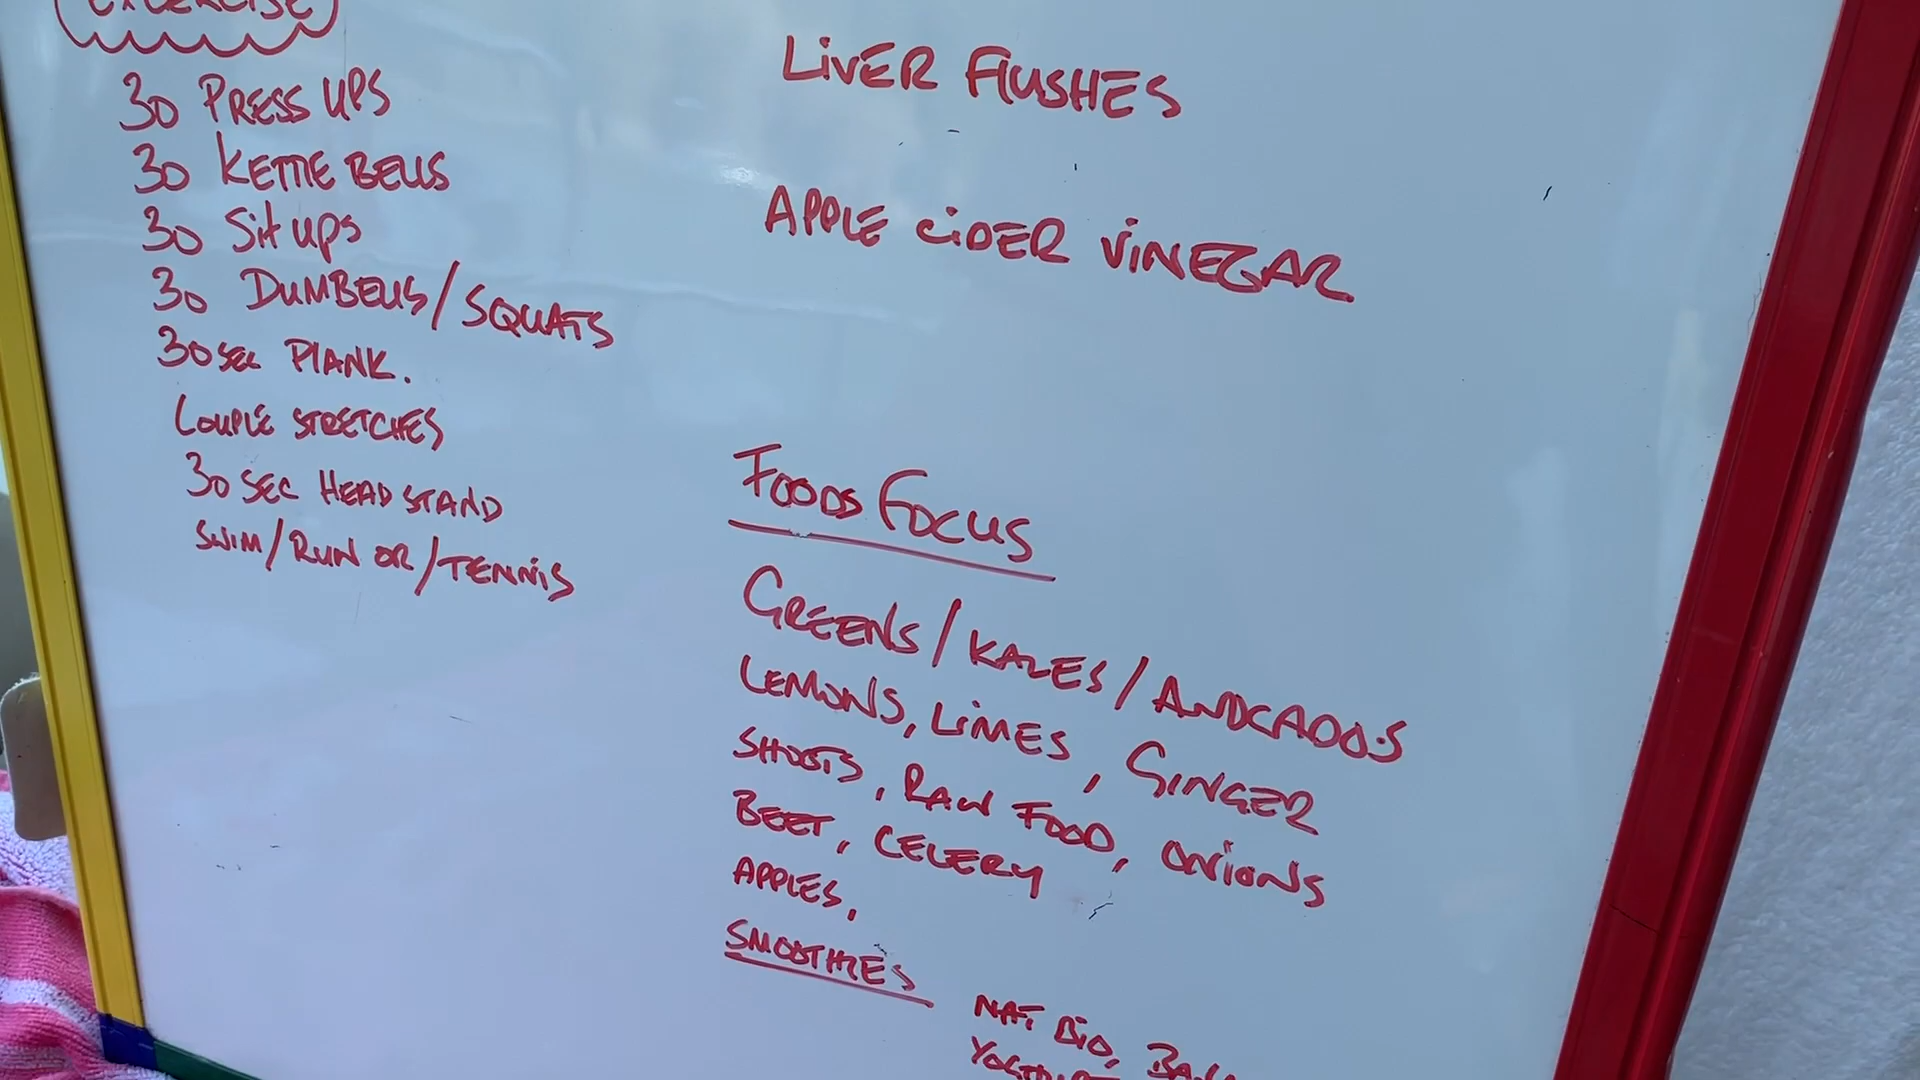 EXCERCISE
30 PRESS UPS
30 KETTLE BELLS
30 Sit ups
30 DUMBELLS/SQUATS
30 SEC PLANK.
COUPLE STRETCHES
30 SEC HEAD STAND
SWIM/RUN OR/TENNIS
LIVER FLUSHES
APPLE CIDER VINEGAR
FOODS FOCUS
GREENS/KALES/AVOCADOS
LEMONS, LIMES, GINGER
SHOOTS, RAW FOOD, ONIONS
BEET, CELERY
APPLES,
SMOOTHIES
NAT, BIO,